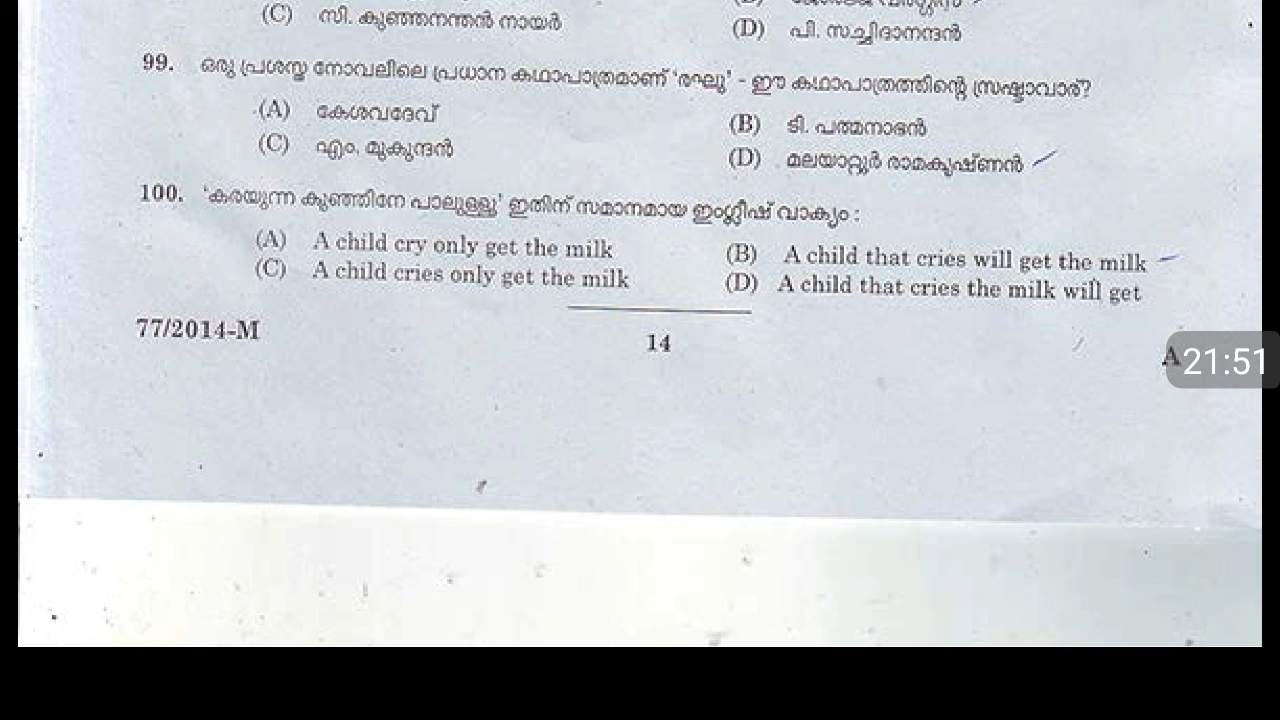 (C) സി. കുഞ്ഞനന്തൻ നായർ
(D) പി. സച്ചിദാനന്ദൻ
99. ഒരു പ്രശസ്ത നോവലിലെ പ്രധാന കഥാപാത്രമാണ് 'രഘു' - ഈ കഥാപാത്രത്തിന്റെ സ്രഷ്ടാവാര്?
(A) കേശവദേവ്
(B) ടി. പത്മനാഭൻ
(C) എം. മുകുന്ദൻ
(D) മലയാറ്റൂർ രാമകൃഷ്ണൻ
100. 'കരയുന്ന കുഞ്ഞിനേ പാലുള്ളൂ' ഇതിന് സമാനമായ ഇംഗ്ലീഷ് വാക്യം :
(A) A child cry only get the milk
(B) A child that cries will get the milk
(C) A child cries only get the milk
(D) A child that cries the milk will get
77/2014-M
14
A
21:51